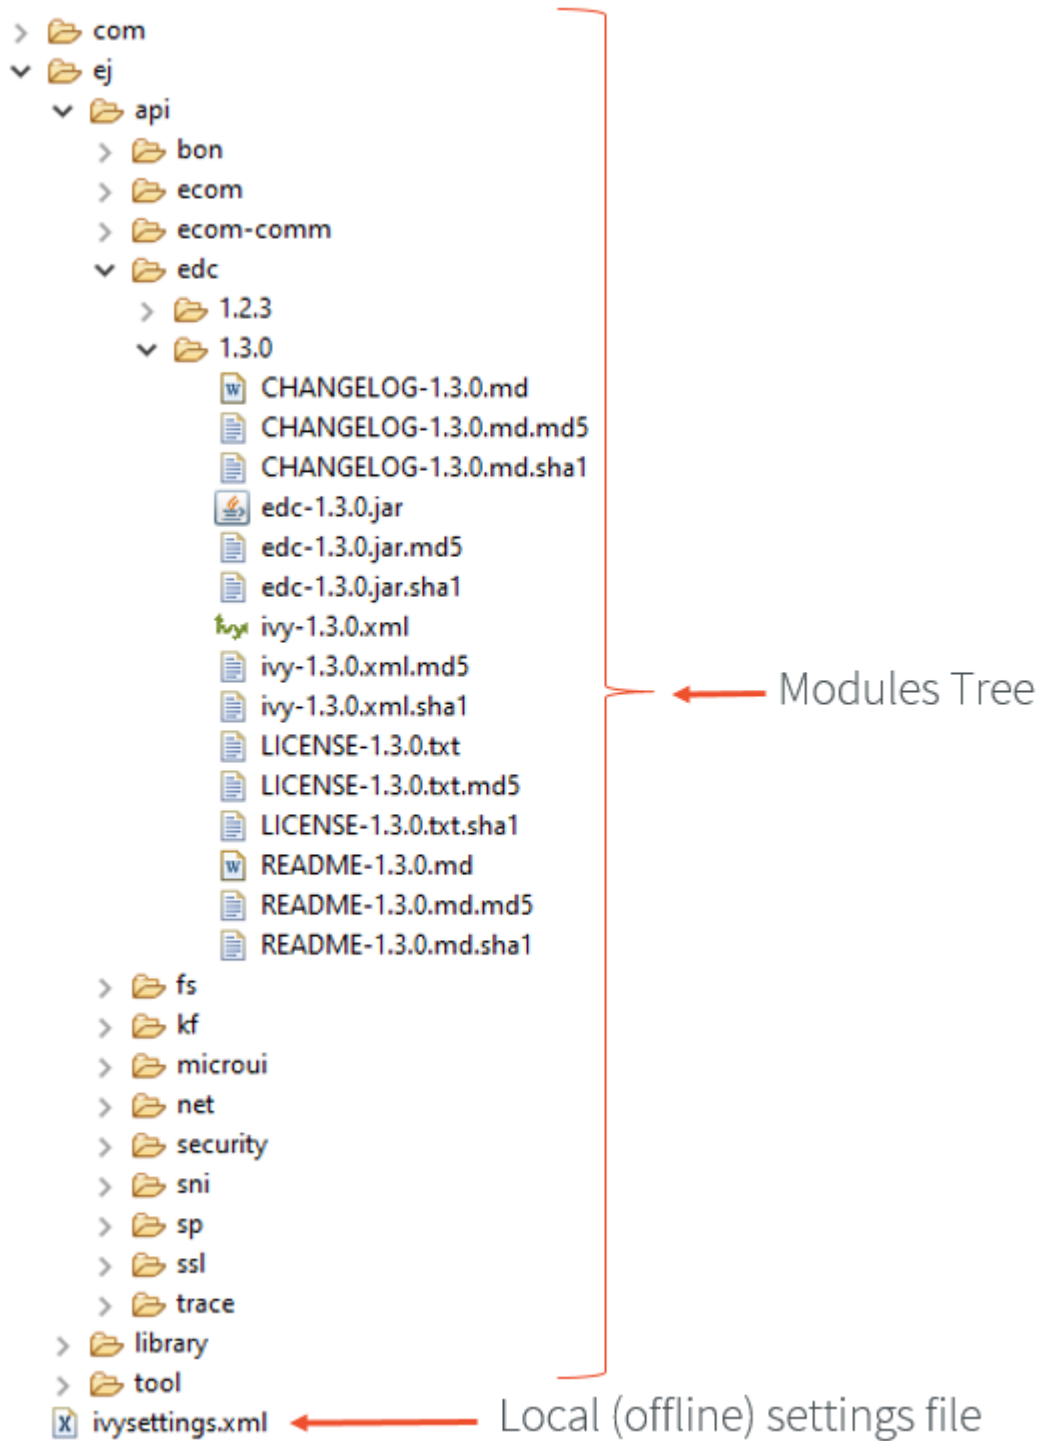 com
ej
api
bon
ecom
ecom-comm
edc
1.2.3
1.3.0
CHANGELOG-1.3.0.md
CHANGELOG-1.3.0.md.md5
CHANGELOG-1.3.0.md.sha1
edc-1.3.0.jar
edc-1.3.0.jar.md5
edc-1.3.0.jar.sha1
ivy-1.3.0.xml
ivy-1.3.0.xml.md5
ivy-1.3.0.xml.sha1
Modules Tree
LICENSE-1.3.0.txt
LICENSE-1.3.0.txt.md5
LICENSE-1.3.0.txt.sha1
README-1.3.0.md
README-1.3.0.md.md5
README-1.3.0.md.sha1
fs
kf
microui
net
security
sni
sp
ssl
trace
library
tool
ivysettings.xml Local (offline) settings file